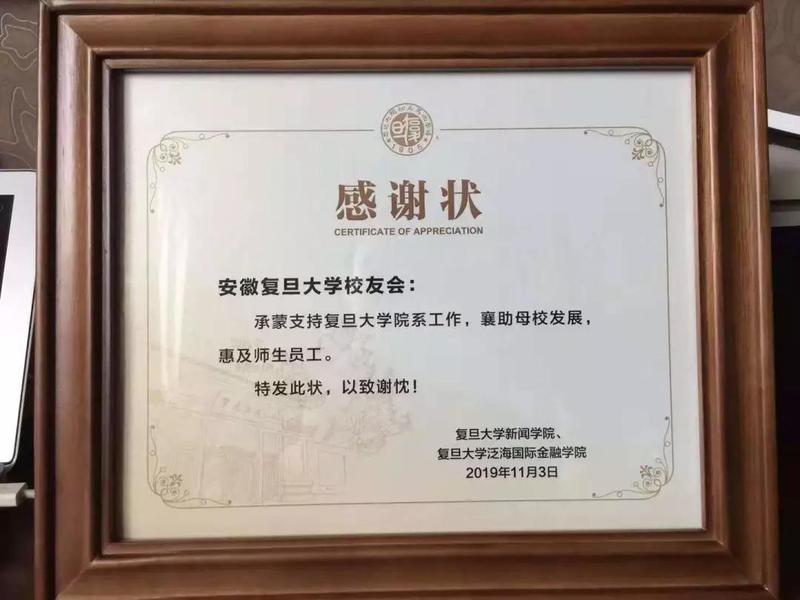 1905
感谢状
CERTIFICATE OF APPRECIATION
安徽复旦大学校友会：
承蒙支持复旦大学院系工作，襄助母校发展，
惠及师生员工。
特发此状，以致谢忱！
复旦大学新闻学院、
复旦大学泛海国际金融学院
2019年11月3日